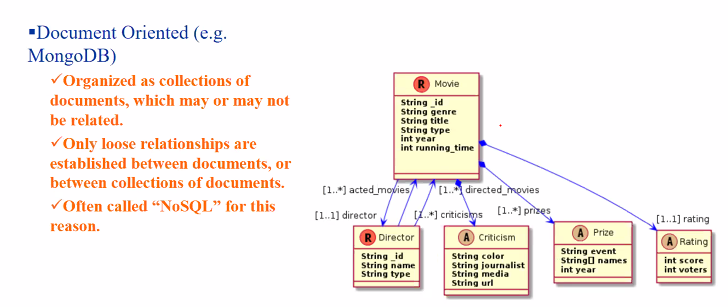 ▪Document Oriented (e.g.
MongoDB)
✓Organized as collections of
documents, which may or may not
be related.
✓Only loose relationships are
established between documents, or
between collections of documents.
✓Often called “NoSQL” for this
reason.
R Movie
String _id
String genre
String title
String type
int year
int running_time
[1..*] acted_movies
[1..*] directed_movies
[1..1] director
[1..*] criticisms
[1..*] prizes
[1..1] rating
R Director
String _id
String name
String type
A Criticism
String color
String journalist
String media
String url
A Prize
String event
String[] names
int year
A Rating
int score
int voters